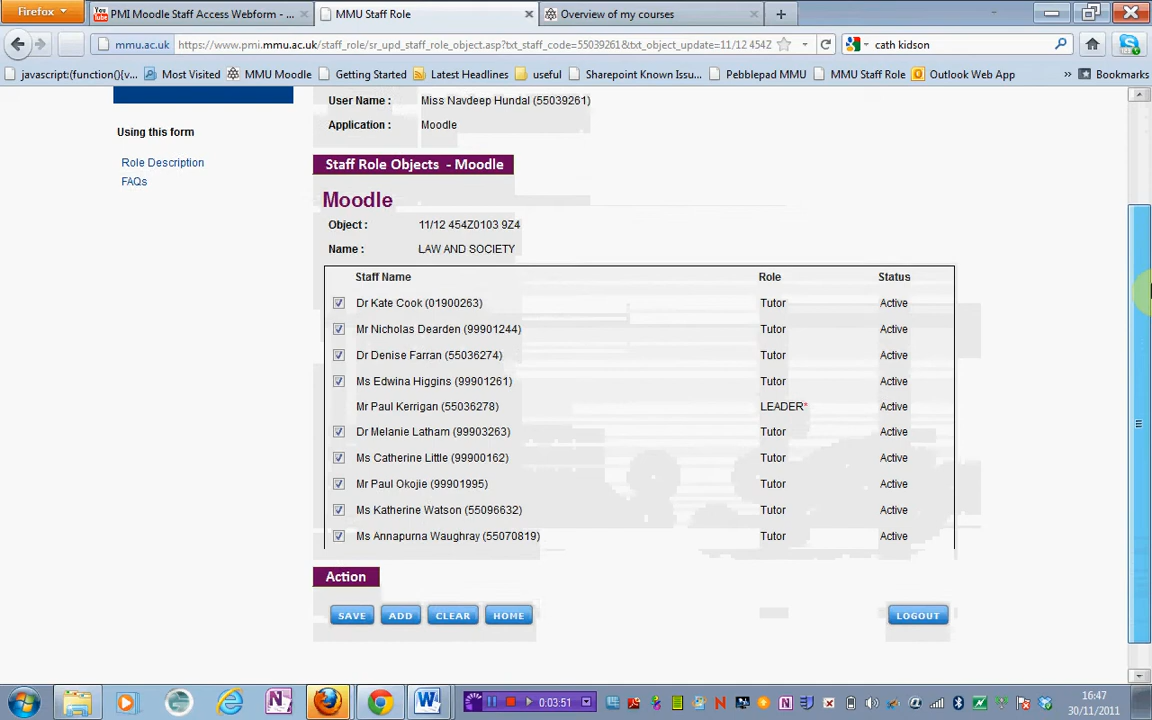 Firefox
PMI Moodle Staff Access Webform - ...
MMU Staff Role
Overview of my courses
mmu.ac.uk
https://www.pmi.mmu.ac.uk/staff_role/sr_upd_staff_role_object.asp?txt_staff_code=55039261&txt_object_update=11/12 4542
cath kidson
javascript:(function(){v...
Most Visited
MMU Moodle
Getting Started
Latest Headlines
useful
Sharepoint Known Issu...
Pebblepad MMU
MMU Staff Role
Outlook Web App
»
Bookmarks
Using this form
Role Description
FAQs
User Name : Miss Navdeep Hundal (55039261)
Application : Moodle
Staff Role Objects - Moodle
Moodle
Object : 11/12 454Z0103 9Z4
Name : LAW AND SOCIETY
Staff Name Role Status
Dr Kate Cook (01900263) Tutor Active
Mr Nicholas Dearden (99901244) Tutor Active
Dr Denise Farran (55036274) Tutor Active
Ms Edwina Higgins (99901261) Tutor Active
Mr Paul Kerrigan (55036278) LEADER* Active
Dr Melanie Latham (99903263) Tutor Active
Ms Catherine Little (99900162) Tutor Active
Mr Paul Okojie (99901995) Tutor Active
Ms Katherine Watson (55096632) Tutor Active
Ms Annapurna Waughray (55070819) Tutor Active
Action
SAVE ADD CLEAR HOME LOGOUT
0:03:51
16:47
30/11/2011